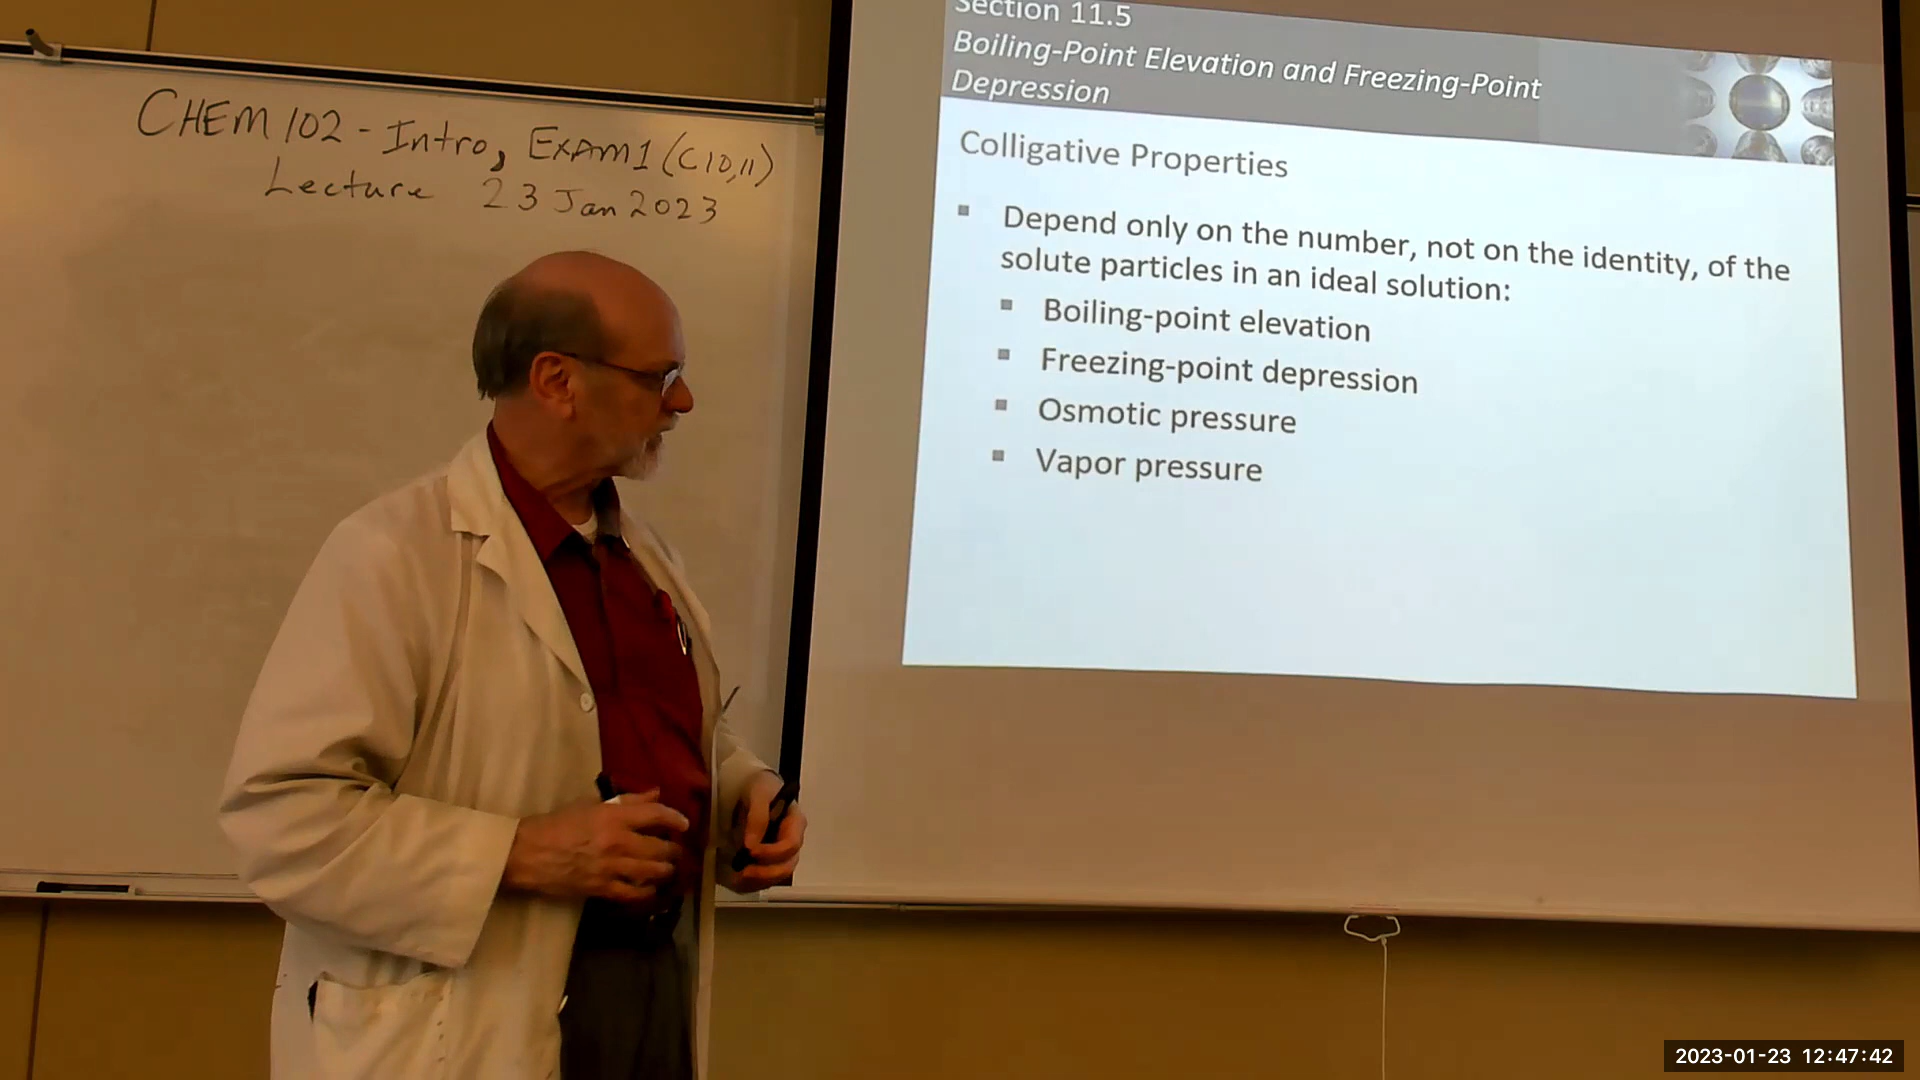 CHEM 102 - Intro, EXAM 1 (C10,11)
Lecture 23 Jan 2023
Section 11.5
Boiling-Point Elevation and Freezing-Point
Depression
Colligative Properties
▪ Depend only on the number, not on the identity, of the
solute particles in an ideal solution:
▪ Boiling-point elevation
▪ Freezing-point depression
▪ Osmotic pressure
▪ Vapor pressure
2023-01-23 12:47:42